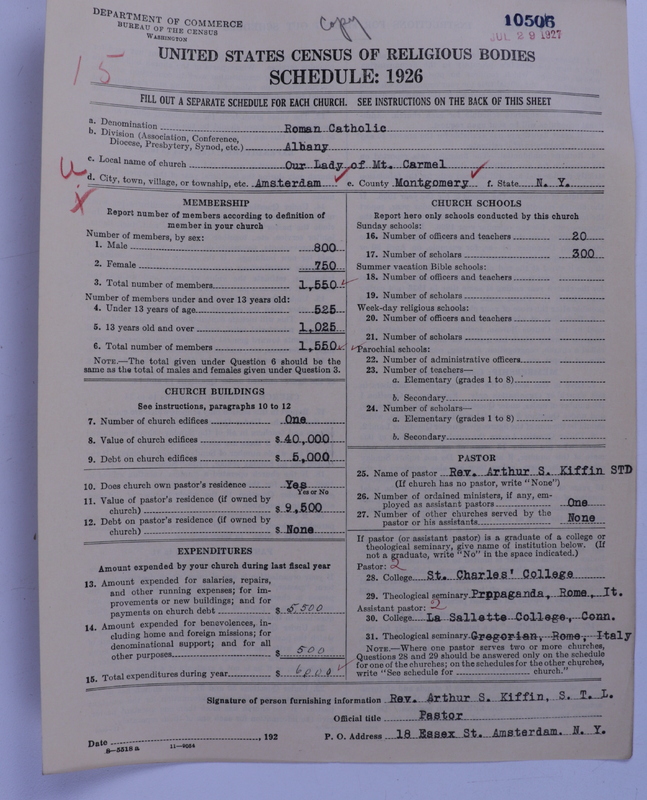 DEPARTMENT OF COMMERCE
BUREAU OF THE CENSUS
WASHINGTON
copy
10506
JUL 29 1927
15
UNITED STATES CENSUS OF RELIGIOUS BODIES
SCHEDULE: 1926
FILL OUT A SEPARATE SCHEDULE FOR EACH CHURCH. SEE INSTRUCTIONS ON THE BACK OF THIS SHEET
a. Denomination Roman Catholic
b. Division (Association, Conference, Diocese, Presbytery, Synod, etc.) Albany
c. Local name of church Our Lady of Mt. Carmel
d. City, town, village, or township, etc. Amsterdam e. County Montgomery f. State N. Y.
MEMBERSHIP
Report number of members according to definition of
member in your church
Number of members, by sex:
1. Male 800
2. Female 750
3. Total number of members 1,550
Number of members under and over 13 years old:
4. Under 13 years of age 525
5. 13 years old and over 1,025
6. Total number of members 1,550
NOTE.—The total given under Question 6 should be
same as the total of males and females given under Question 3.
CHURCH BUILDINGS
See instructions, paragraphs 10 to 12
7. Number of church edifices One
8. Value of church edifices $ 40,000
9. Debt on church edifices $ 5,000
10. Does church own pastor's residence Yes
Yes or No
11. Value of pastor's residence (if owned by
church) $ 9,500
12. Debt on pastor's residence (if owned by
church) $ None
EXPENDITURES
Amount expended by your church during last fiscal year
13. Amount expended for salaries, repairs,
and other running expenses; for im-
provements or new buildings; and for
payments on church debt $ 5,500
14. Amount expended for benevolences, in-
cluding home and foreign missions; for
denominational support; and for all
other purposes $ 500
15. Total expenditures during year $ 6000
CHURCH SCHOOLS
Report here only schools conducted by this church
Sunday schools:
16. Number of officers and teachers 20
17. Number of scholars 300
Summer vacation Bible schools:
18. Number of officers and teachers
19. Number of scholars
Week-day religious schools:
20. Number of officers and teachers
21. Number of scholars
Parochial schools:
22. Number of administrative officers
23. Number of teachers—
a. Elementary (grades 1 to 8)
b. Secondary
24. Number of scholars—
a. Elementary (grades 1 to 8)
b. Secondary
PASTOR
25. Name of pastor Rev. Arthur S. Kiffin STD
(If church has no pastor, write "None")
26. Number of ordained ministers, if any, em-
ployed as assistant pastors One
27. Number of other churches served by the
pastor or his assistants None
If pastor (or assistant pastor) is a graduate of a college or
theological seminary, give name of institution below. (If
not a graduate, write "No" in the space indicated.)
Pastor: 2
28. College St. Charles' College
29. Theological seminary Prppaganda, Rome, It.
Assistant pastor: 2
30. College La Sallette College, Conn.
31. Theological seminary Gregorian, Rome, Italy
NOTE.—Where one pastor serves two or more churches,
Questions 28 and 29 should be answered only on the schedule
for one of the churches; on the schedules for the other churches,
write "See schedule for church."
Signature of person furnishing information Rev. Arthur S. Kiffin, S. T. L.
Official title Pastor
Date , 192 P. O. Address 18 Essex St. Amsterdam. N. Y.
8—5518 a 11—9064